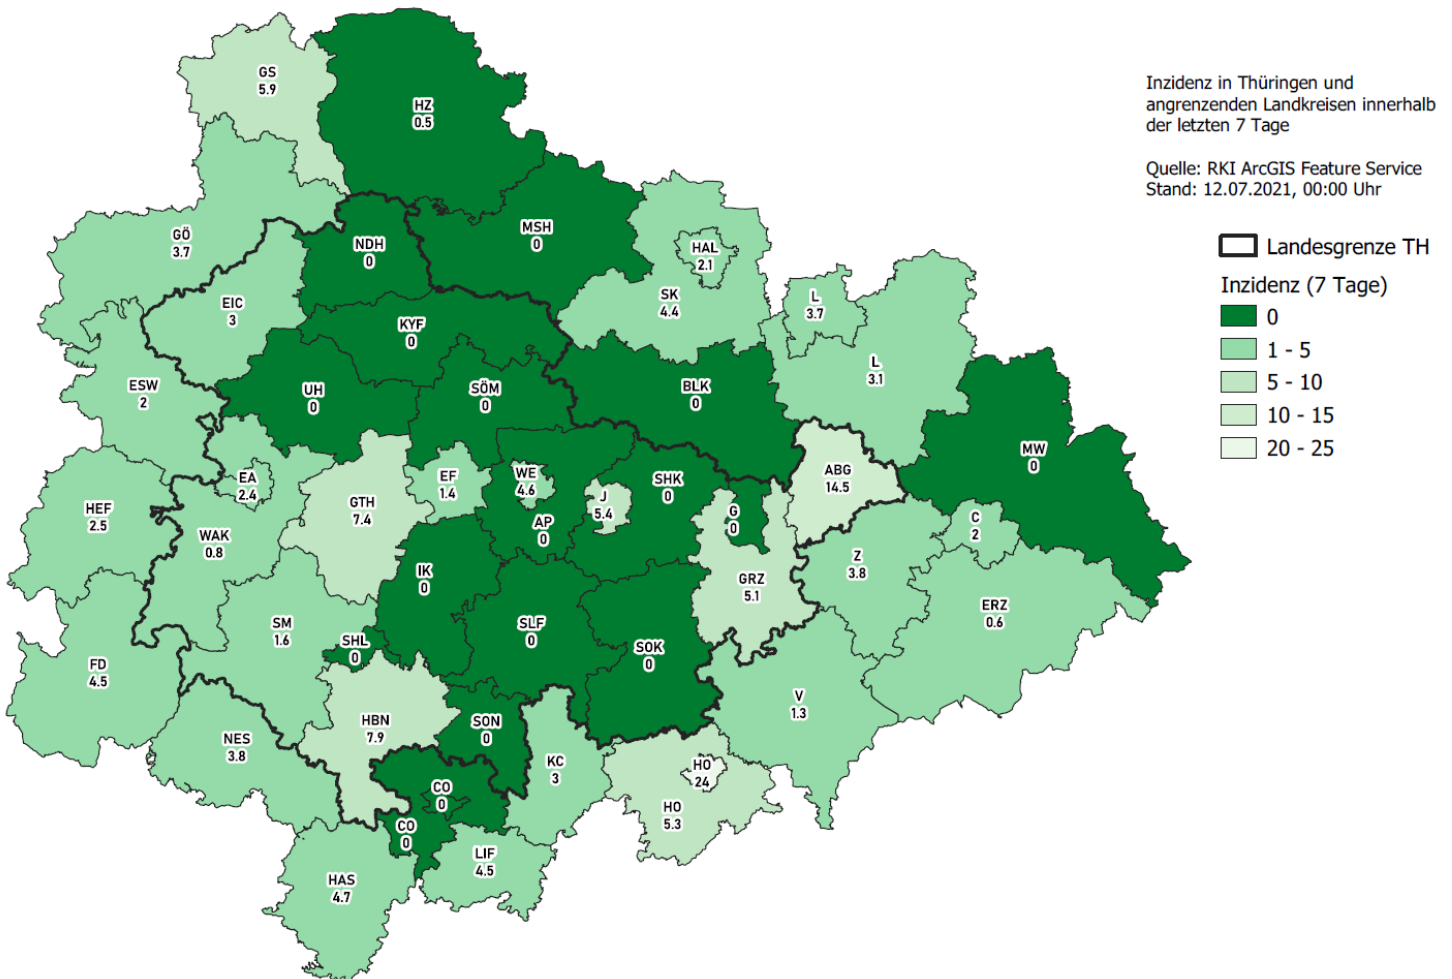 Inzidenz in Thüringen und
angrenzenden Landkreisen innerhalb
der letzten 7 Tage
Quelle: RKI ArcGIS Feature Service
Stand: 12.07.2021, 00:00 Uhr
Landesgrenze TH
Inzidenz (7 Tage)
0
1 - 5
5 - 10
10 - 15
20 - 25
GS
5.9
HZ
0.5
GÖ
3.7
NDH
0
MSH
0
HAL
2.1
EIC
3
SK
4.4
L
3.7
KYF
0
L
3.1
ESW
2
UH
0
SÖM
0
BLK
0
MW
0
EA
2.4
EF
1.4
WE
4.6
ABG
14.5
HEF
2.5
GTH
7.4
J
5.4
SHK
0
G
0
WAK
0.8
AP
0
C
2
Z
3.8
IK
0
GRZ
5.1
ERZ
0.6
SM
1.6
SHL
0
SLF
0
SOK
0
FD
4.5
V
1.3
NES
3.8
HBN
7.9
SON
0
KC
3
HO
24
CO
0
HO
5.3
CO
0
LIF
4.5
HAS
4.7